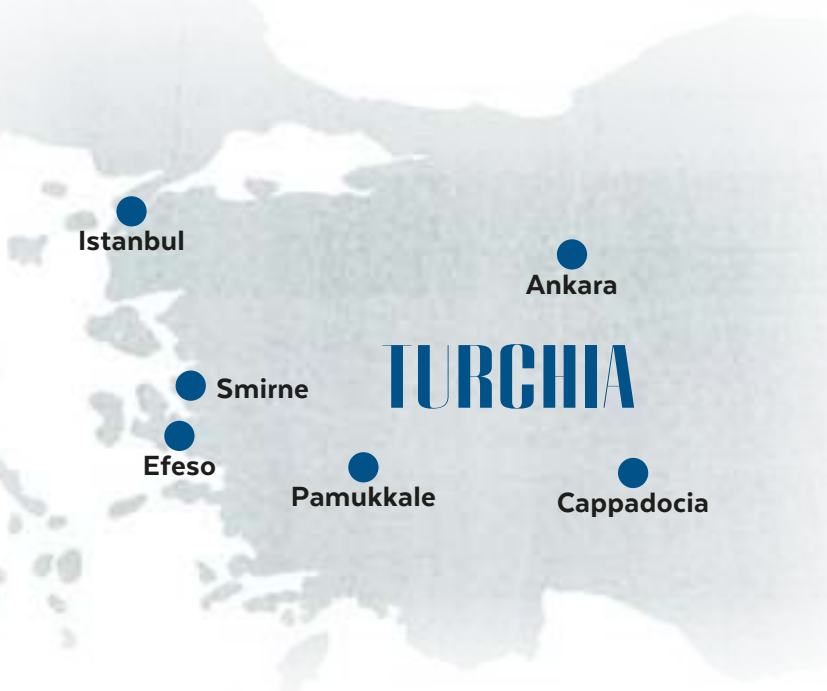 Istanbul
Ankara
TURCHIA
Smirne
Efeso
Pamukkale
Cappadocia